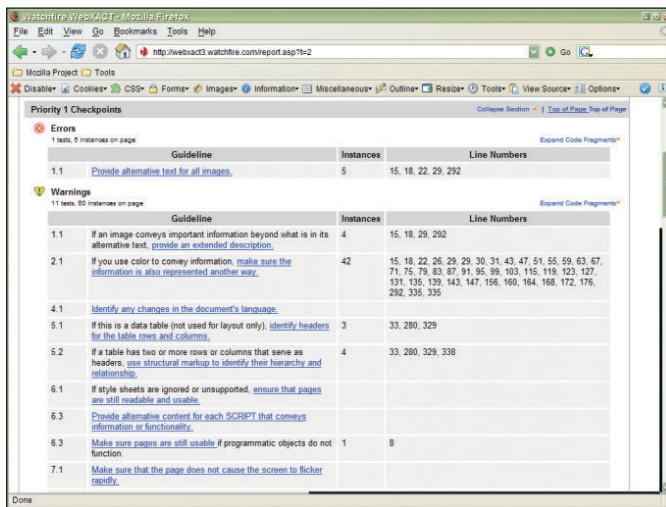 Watchfire WebXACT - Mozilla Firefox
File Edit View Go Bookmarks Tools Help
http://webxact3.watchfire.com/report.asp?t=2 Go
Mozilla Project Tools
Disable Cookies CSS Forms Images Information Miscellaneous Outline Resize Tools View Source Options
Priority 1 Checkpoints Collapse Section | Top of Page Top of Page
Errors
1 tests, 5 instances on page Expand Code Fragments
Guideline Instances Line Numbers
1.1 Provide alternative text for all images. 5 15, 18, 22, 29, 292
Warnings
11 tests, 60 instances on page Expand Code Fragments
Guideline Instances Line Numbers
1.1 If an image conveys important information beyond what is in its 4 15, 18, 29, 292
alternative text, provide an extended description.
2.1 If you use color to convey information, make sure the 42 15, 18, 22, 26, 29, 29, 30, 31, 43, 47, 51, 55, 59, 63, 67,
information is also represented another way. 71, 75, 79, 83, 87, 91, 95, 99, 103, 115, 119, 123, 127,
131, 135, 139, 143, 147, 156, 160, 164, 168, 172, 176,
292, 335, 335
4.1 Identify any changes in the document's language.
5.1 If this is a data table (not used for layout only), identify headers 3 33, 280, 329
for the table rows and columns.
5.2 If a table has two or more rows or columns that serve as 4 33, 280, 329, 338
headers, use structural markup to identify their hierarchy and
relationship.
6.1 If style sheets are ignored or unsupported, ensure that pages
are still readable and usable.
6.3 Provide alternative content for each SCRIPT that conveys
information or functionality.
6.3 Make sure pages are still usable if programmatic objects do not 1 8
function.
7.1 Make sure that the page does not cause the screen to flicker
rapidly.
Done